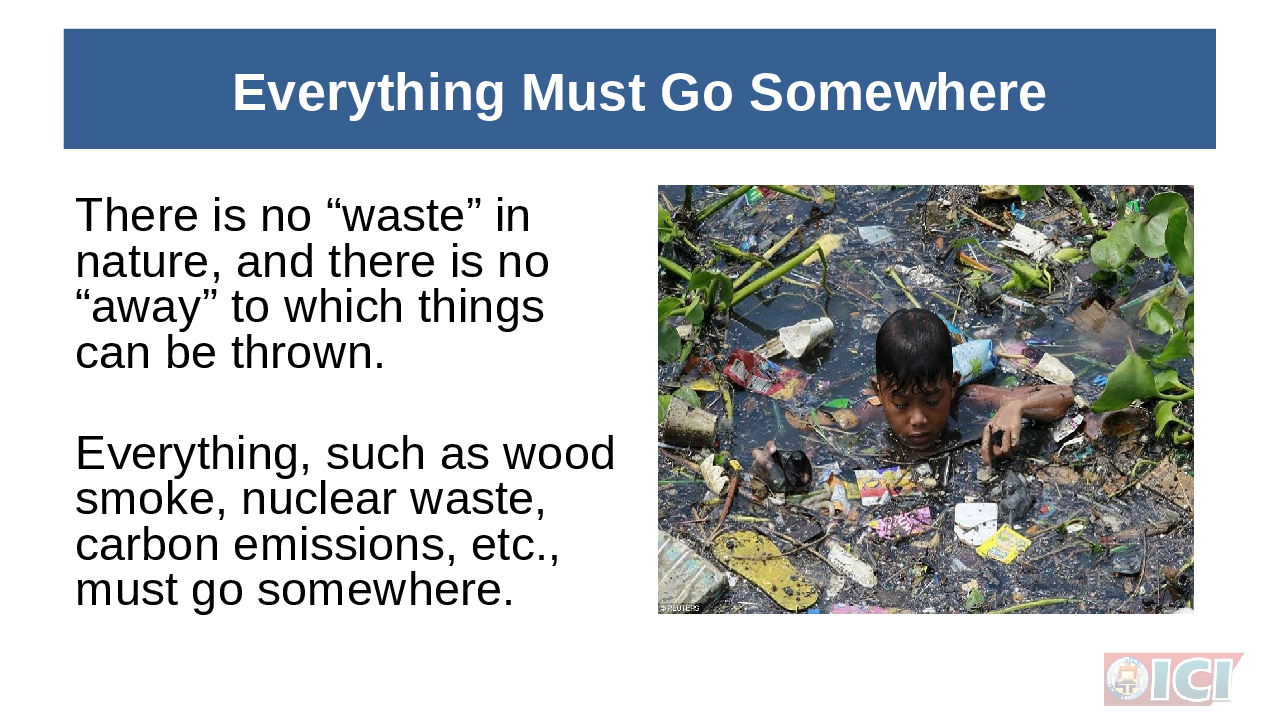 Everything Must Go Somewhere
There is no “waste” in
nature, and there is no
“away” to which things
can be thrown.
Everything, such as wood
smoke, nuclear waste,
carbon emissions, etc.,
must go somewhere.
© REUTERS
ICI